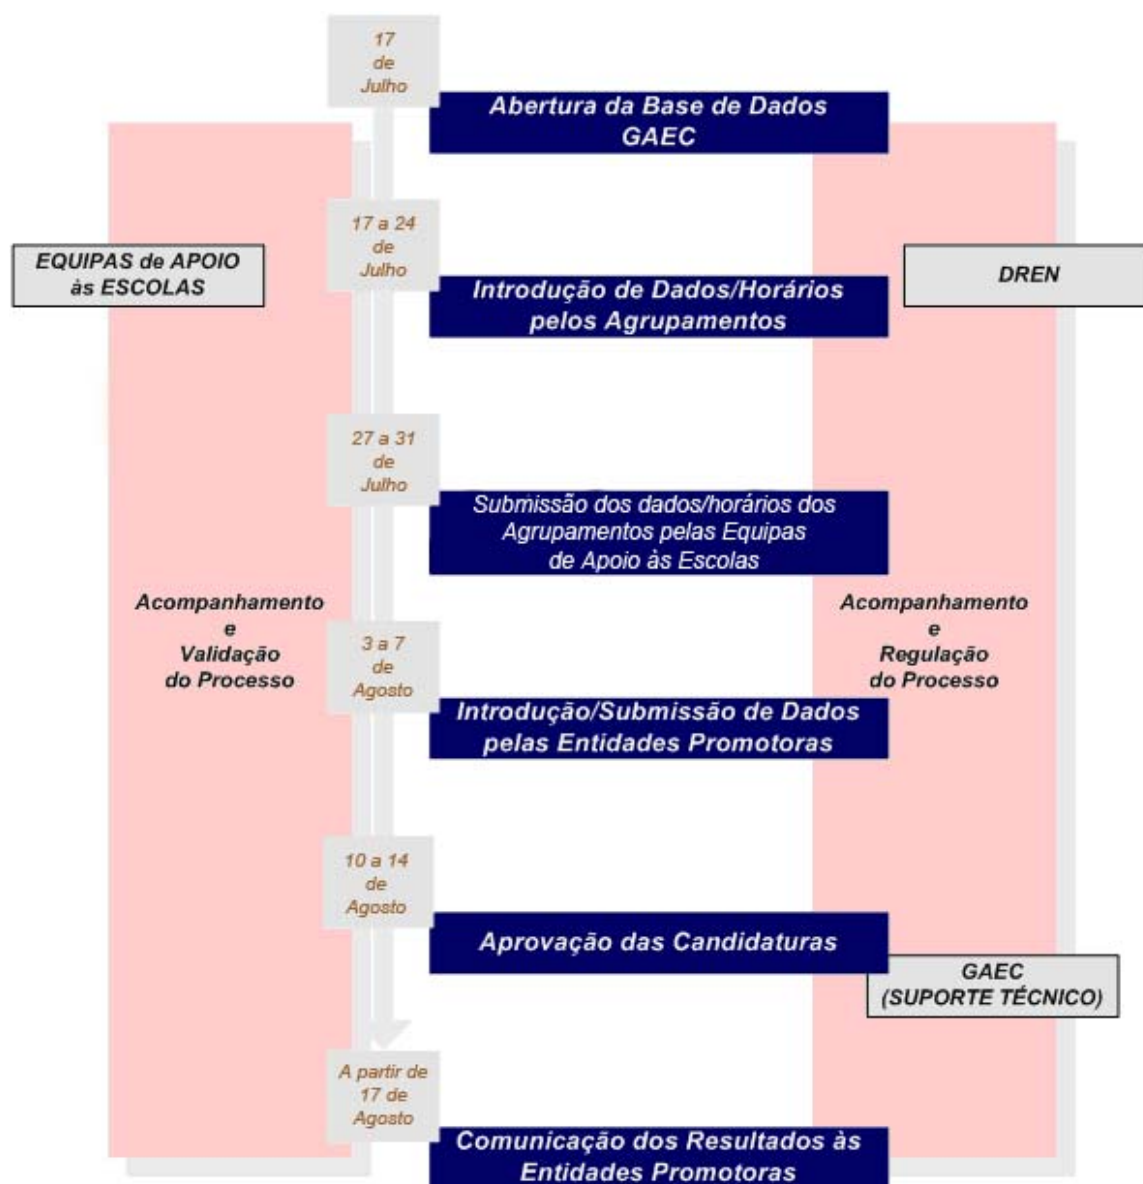 17
de
Julho
Abertura da Base de Dados
GAEC
17 a 24
de
Julho
EQUIPAS de APOIO
às ESCOLAS
DREN
Introdução de Dados/Horários
pelos Agrupamentos
27 a 31
de
Julho
Submissão dos dados/horários dos
Agrupamentos pelas Equipas
de Apoio às Escolas
Acompanhamento
e
Validação
do Processo
Acompanhamento
e
Regulação
do Processo
3 a 7
de
Agosto
Introdução/Submissão de Dados
pelas Entidades Promotoras
10 a 14
de
Agosto
Aprovação das Candidaturas
GAEC
(SUPORTE TÉCNICO)
A partir de
17 de
Agosto
Comunicação dos Resultados às
Entidades Promotoras